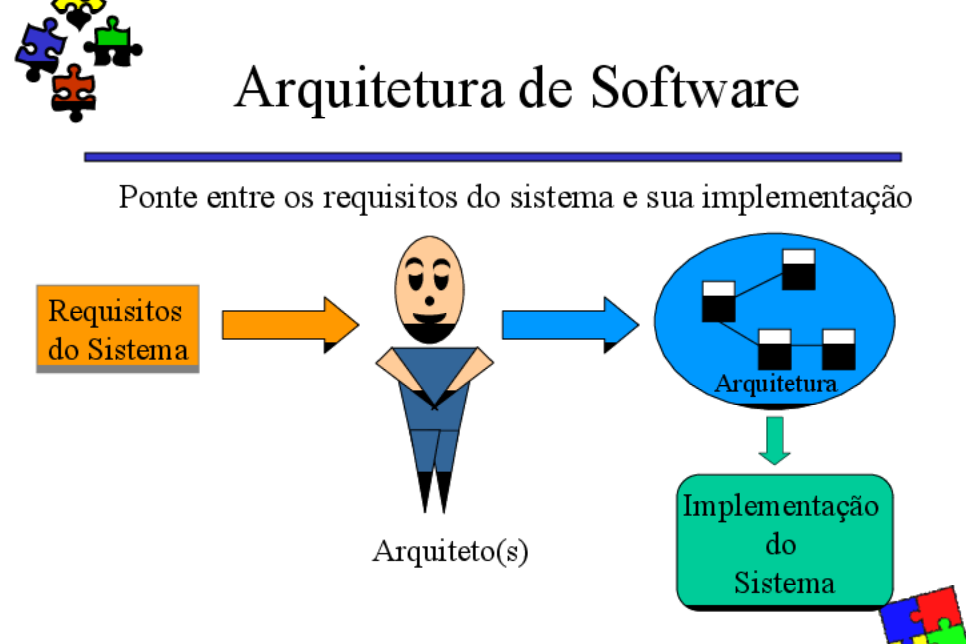 Arquitetura de Software
Ponte entre os requisitos do sistema e sua implementação
Requisitos
do Sistema
Arquiteto(s)
Arquitetura
Implementação
do
Sistema